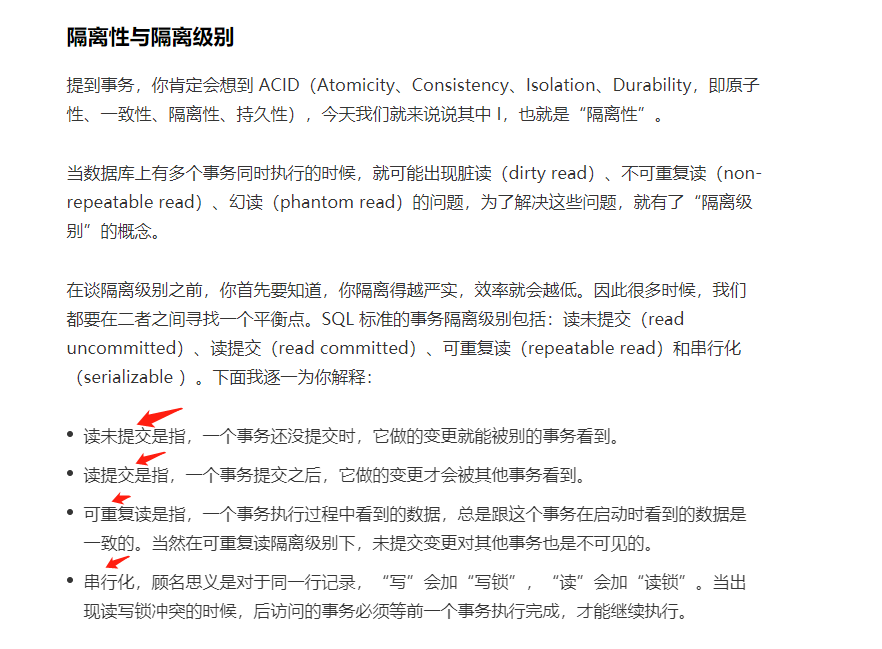 隔离性与隔离级别
提到事务，你肯定会想到 ACID（Atomicity、Consistency、Isolation、Durability，即原子
性、一致性、隔离性、持久性），今天我们就来说说其中 I，也就是“隔离性”。
当数据库上有多个事务同时执行的时候，就可能出现脏读（dirty read）、不可重复读（non-
repeatable read）、幻读（phantom read）的问题，为了解决这些问题，就有了“隔离级
别”的概念。
在谈隔离级别之前，你首先要知道，你隔离得越严实，效率就会越低。因此很多时候，我们
都要在二者之间寻找一个平衡点。SQL 标准的事务隔离级别包括：读未提交（read
uncommitted）、读提交（read committed）、可重复读（repeatable read）和串行化
（serializable ）。下面我逐一为你解释：
• 读未提交是指，一个事务还没提交时，它做的变更就能被别的事务看到。
• 读提交是指，一个事务提交之后，它做的变更才会被其他事务看到。
• 可重复读是指，一个事务执行过程中看到的数据，总是跟这个事务在启动时看到的数据是
一致的。当然在可重复读隔离级别下，未提交变更对其他事务也是不可见的。
• 串行化，顾名思义是对于同一行记录，“写”会加“写锁”，“读”会加“读锁”。当出
现读写锁冲突的时候，后访问的事务必须等前一个事务执行完成，才能继续执行。